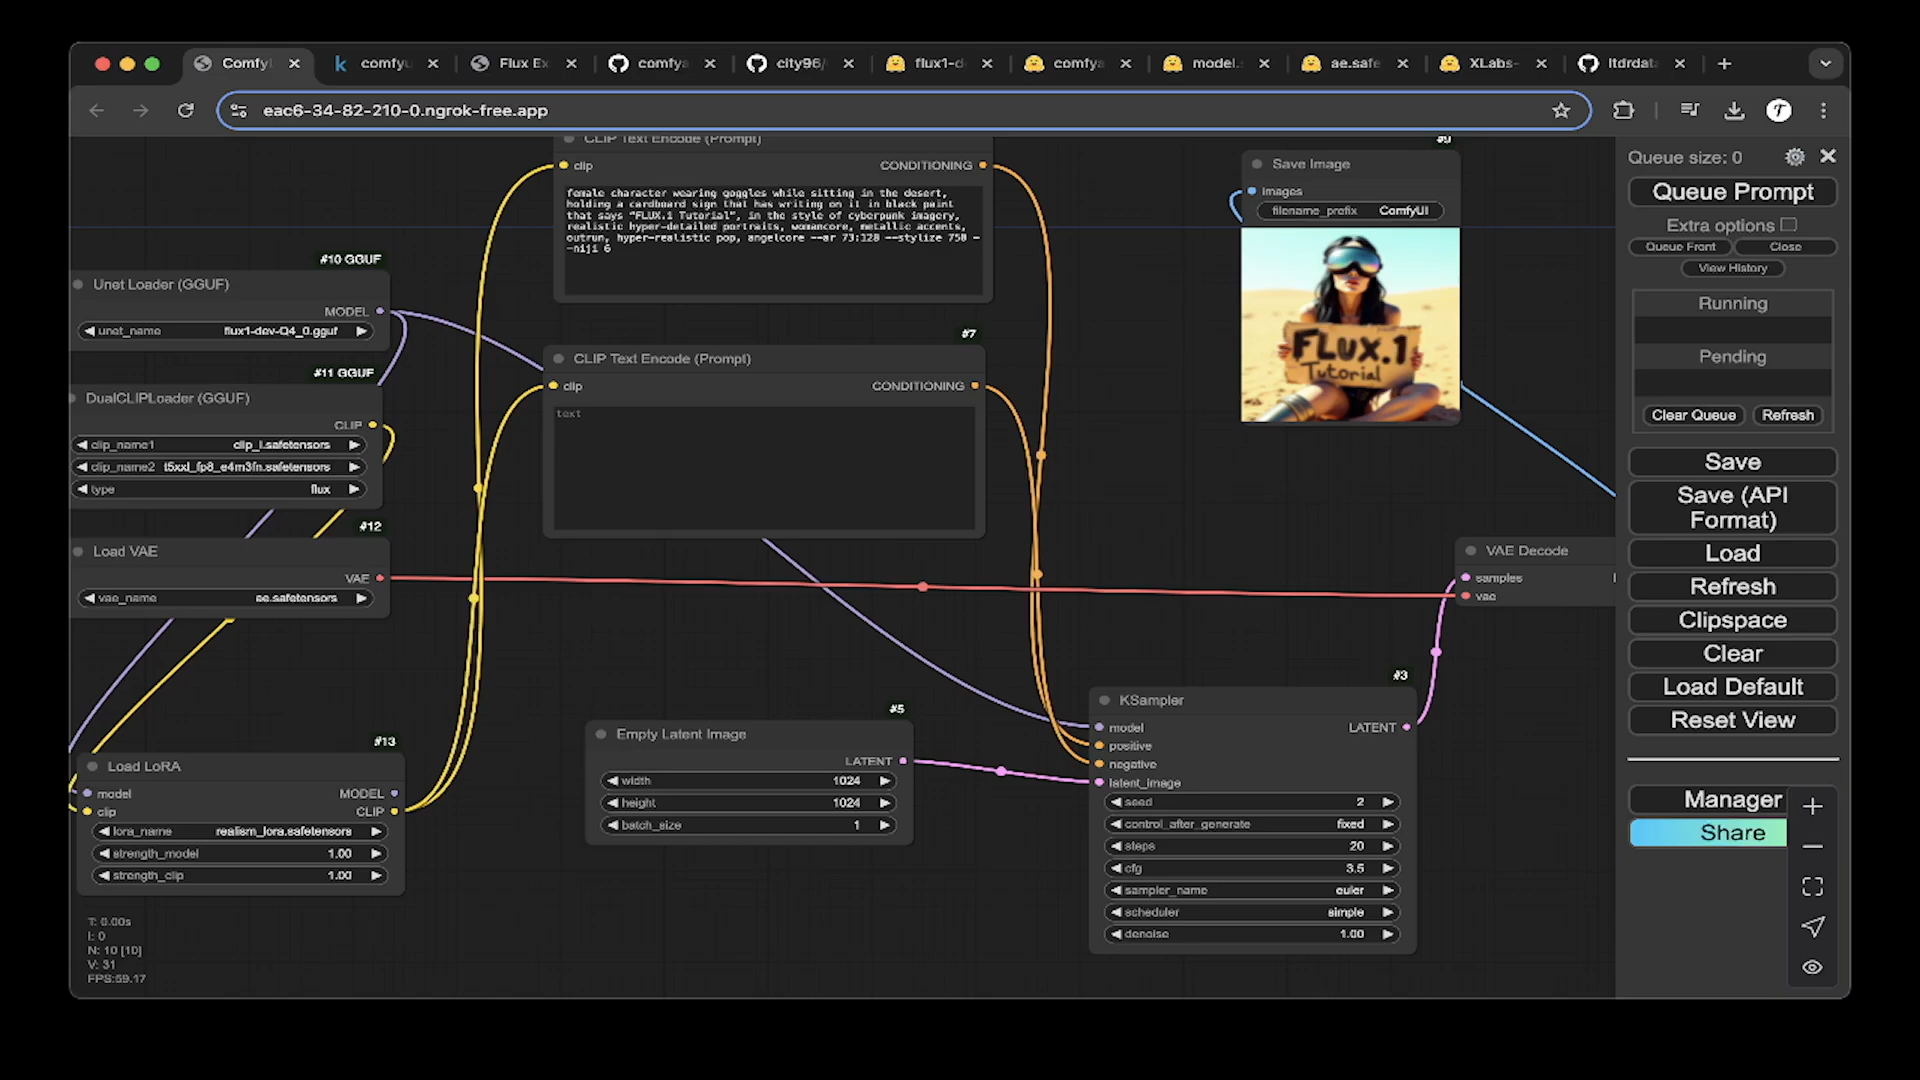 Comfy
comfyu
Flux Ex
comfya
city96/
flux1-d
comfya
model.
ae.safe
XLabs-
ltdrdat
eac6-34-82-210-0.ngrok-free.app
T
CLIP Text Encode (Prompt)
clip
CONDITIONING
female character wearing goggles while sitting in the desert,
holding a cardboard sign that has writing on it in black paint
that says "FLUX.1 Tutorial", in the style of cyberpunk imagery,
realistic hyper-detailed portraits, womancore, metallic accents,
outrun, hyper-realistic pop, angelcore --ar 73:128 --stylize 750 -
-niji 6
#9
Save Image
images
filename_prefix ComfyUI
FLUX.1
Tutorial
#10 GGUF
Unet Loader (GGUF)
MODEL
unet_name flux1-dev-Q4_0.gguf
#11 GGUF
DualCLIPLoader (GGUF)
CLIP
clip_name1 clip_l.safetensors
clip_name2 t5xxl_fp8_e4m3fn.safetensors
type flux
#12
Load VAE
VAE
vae_name ae.safetensors
#13
Load LoRA
model MODEL
clip CLIP
lora_name realism_lora.safetensors
strength_model 1.00
strength_clip 1.00
T: 0.00s
I: 0
N: 10 [10]
V: 31
FPS:59.17
#7
CLIP Text Encode (Prompt)
clip
CONDITIONING
text
#5
Empty Latent Image
LATENT
width 1024
height 1024
batch_size 1
#3
KSampler
model LATENT
positive
negative
latent_image
seed 2
control_after_generate fixed
steps 20
cfg 3.5
sampler_name euler
scheduler simple
denoise 1.00
VAE Decode
samples
vae
Queue size: 0
Queue Prompt
Extra options
Queue Front
Close
View History
Running
Pending
Clear Queue
Refresh
Save
Save (API
Format)
Load
Refresh
Clipspace
Clear
Load Default
Reset View
Manager
Share